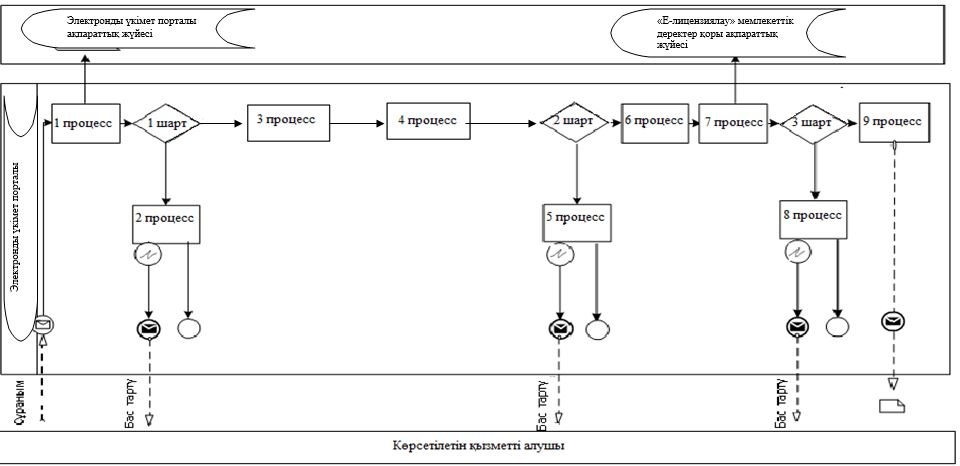 Электронды үкімет порталы
ақпараттық жүйесі
«Е-лицензиялау» мемлекеттік
деректер қоры ақпараттық
жүйесі
Электронды үкімет порталы
1 процесс
1 шарт
3 процесс
4 процесс
2 шарт
6 процесс
7 процесс
3 шарт
9 процесс
2 процесс
5 процесс
8 процесс
Сұраным
Бас тарту
Бас тарту
Бас тарту
Көрсетілетін қызметті алушы